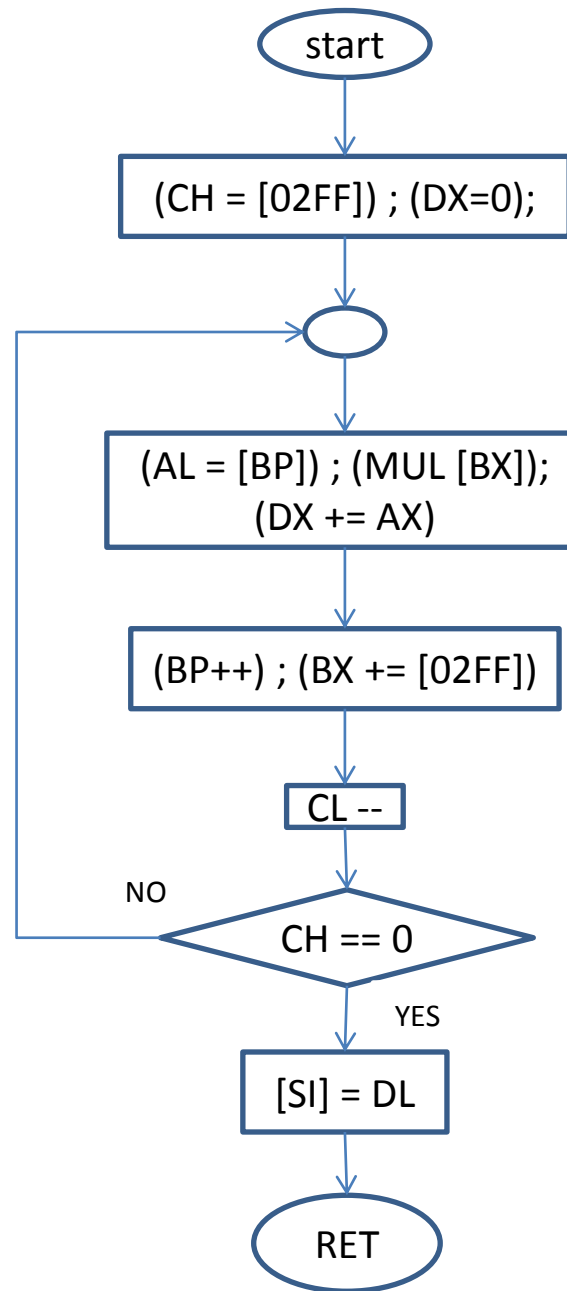 start
(CH = [02FF]) ; (DX=0);
(AL = [BP]) ; (MUL [BX]);
(DX += AX)
(BP++) ; (BX += [02FF])
CL --
NO
CH == 0
YES
[SI] = DL
RET